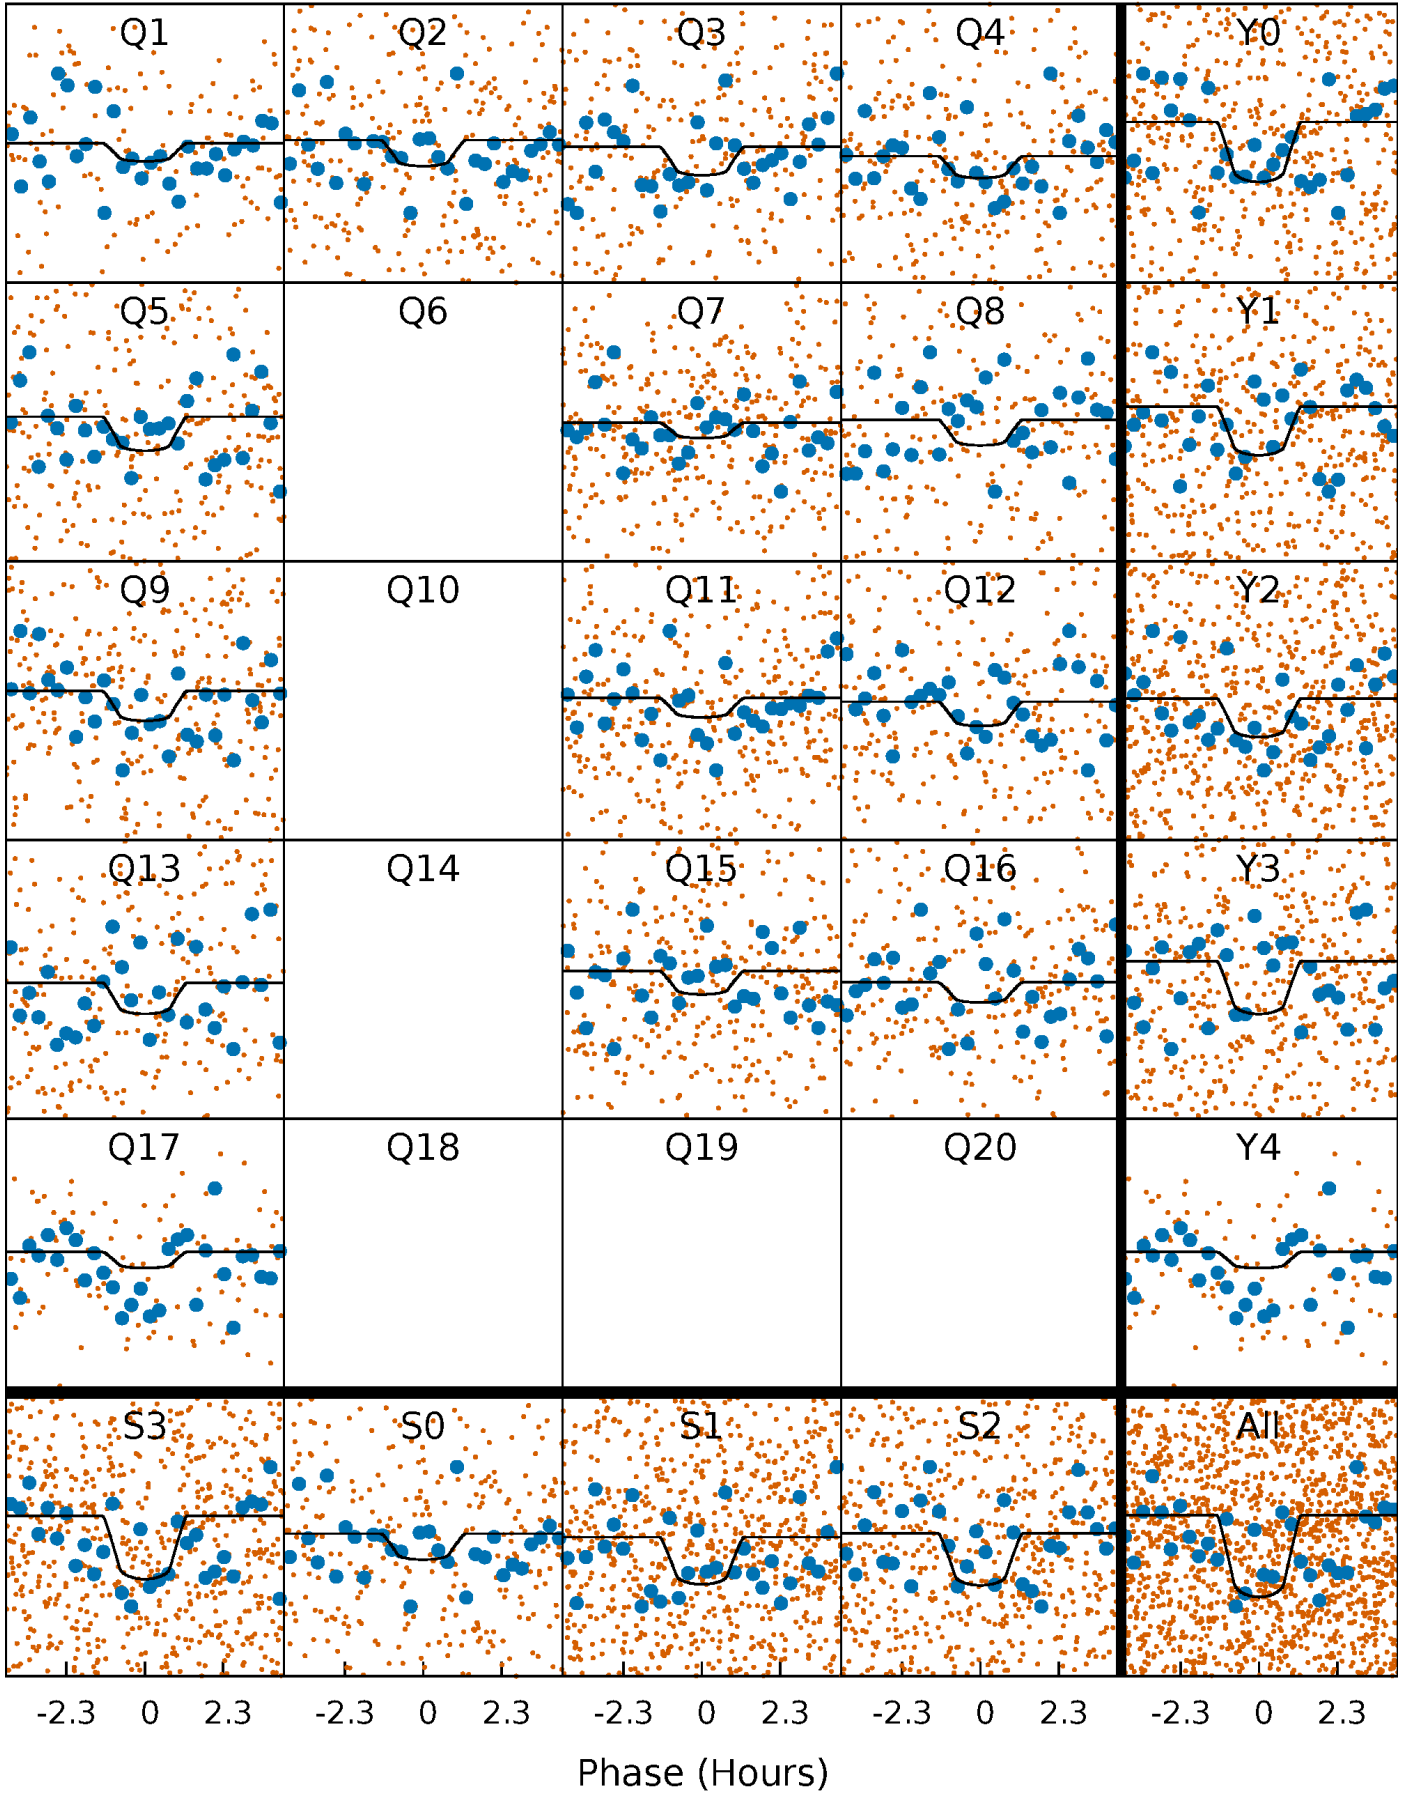 Q1 Q2 Q3 Q4 Y0
Q5 Q6 Q7 Q8 Y1
Q9 Q10 Q11 Q12 Y2
Q13 Q14 Q15 Q16 Y3
Q17 Q18 Q19 Q20 Y4
S3 S0 S1 S2 All
-2.3 0 2.3 -2.3 0 2.3 -2.3 0 2.3 -2.3 0 2.3 -2.3 0 2.3
Phase (Hours)